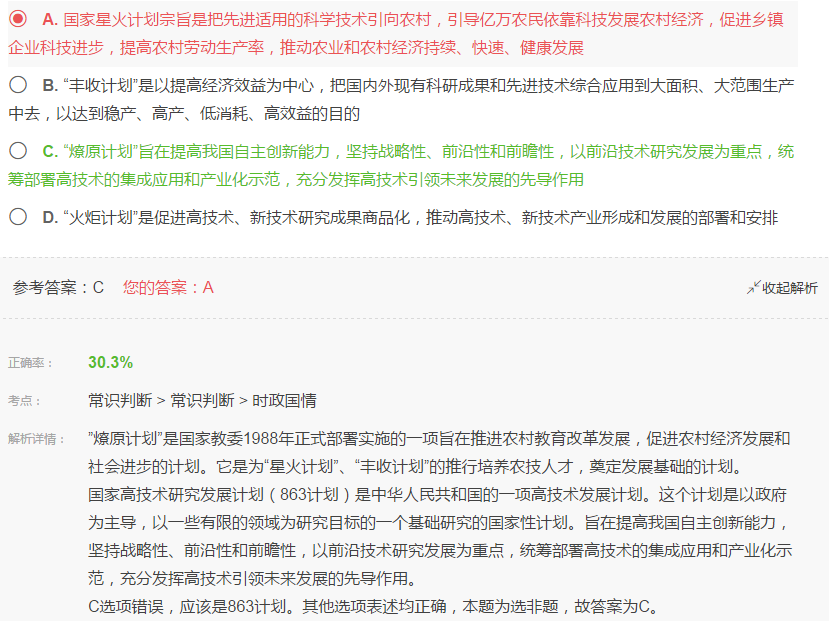 A. 国家星火计划宗旨是把先进适用的科学技术引向农村，引导亿万农民依靠科技发展农村经济，促进乡镇
企业科技进步，提高农村劳动生产率，推动农业和农村经济持续、快速、健康发展
B. “丰收计划”是以提高经济效益为中心，把国内外现有科研成果和先进技术综合应用到大面积、大范围生产
中去，以达到稳产、高产、低消耗、高效益的目的
C. “燎原计划”旨在提高我国自主创新能力，坚持战略性、前沿性和前瞻性，以前沿技术研究发展为重点，统
筹部署高技术的集成应用和产业化示范，充分发挥高技术引领未来发展的先导作用
D. “火炬计划”是促进高技术、新技术研究成果商品化，推动高技术、新技术产业形成和发展的部署和安排
参考答案：C 您的答案：A 收起解析
正确率： 30.3%
考点： 常识判断 > 常识判断 > 时政国情
解析详情： ”燎原计划”是国家教委1988年正式部署实施的一项旨在推进农村教育改革发展，促进农村经济发展和
社会进步的计划。它是为“星火计划”、“丰收计划”的推行培养农技人才，奠定发展基础的计划。
国家高技术研究发展计划（863计划）是中华人民共和国的一项高技术发展计划。这个计划是以政府
为主导，以一些有限的领域为研究目标的一个基础研究的国家性计划。旨在提高我国自主创新能力，
坚持战略性、前沿性和前瞻性，以前沿技术研究发展为重点，统筹部署高技术的集成应用和产业化示
范，充分发挥高技术引领未来发展的先导作用。
C选项错误，应该是863计划。其他选项表述均正确，本题为选非题，故答案为C。